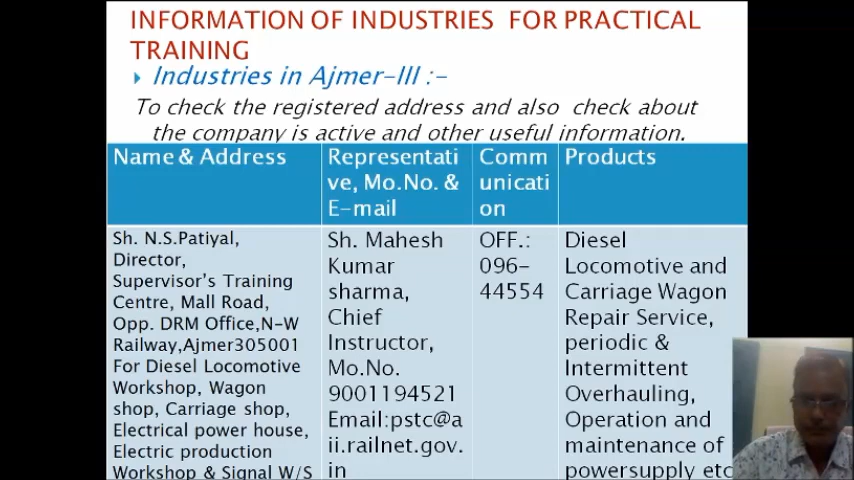 INFORMATION OF INDUSTRIES FOR PRACTICAL
TRAINING
Industries in Ajmer-III :-
To check the registered address and also check about
the company is active and other useful information.
Name & Address
Representati
ve, Mo.No. &
E-mail
Comm
unicati
on
Products
Sh. N.S.Patiyal,
Director,
Supervisor's Training
Centre, Mall Road,
Opp. DRM Office,N-W
Railway,Ajmer305001
For Diesel Locomotive
Workshop, Wagon
shop, Carriage shop,
Electrical power house,
Electric production
Workshop & Signal W/S
Sh. Mahesh
Kumar
sharma,
Chief
Instructor,
Mo.No.
9001194521
Email:pstc@a
ii.railnet.gov.
in
OFF.:
096-
44554
Diesel
Locomotive and
Carriage Wagon
Repair Service,
periodic &
Intermittent
Overhauling,
Operation and
maintenance of
powersupply etc